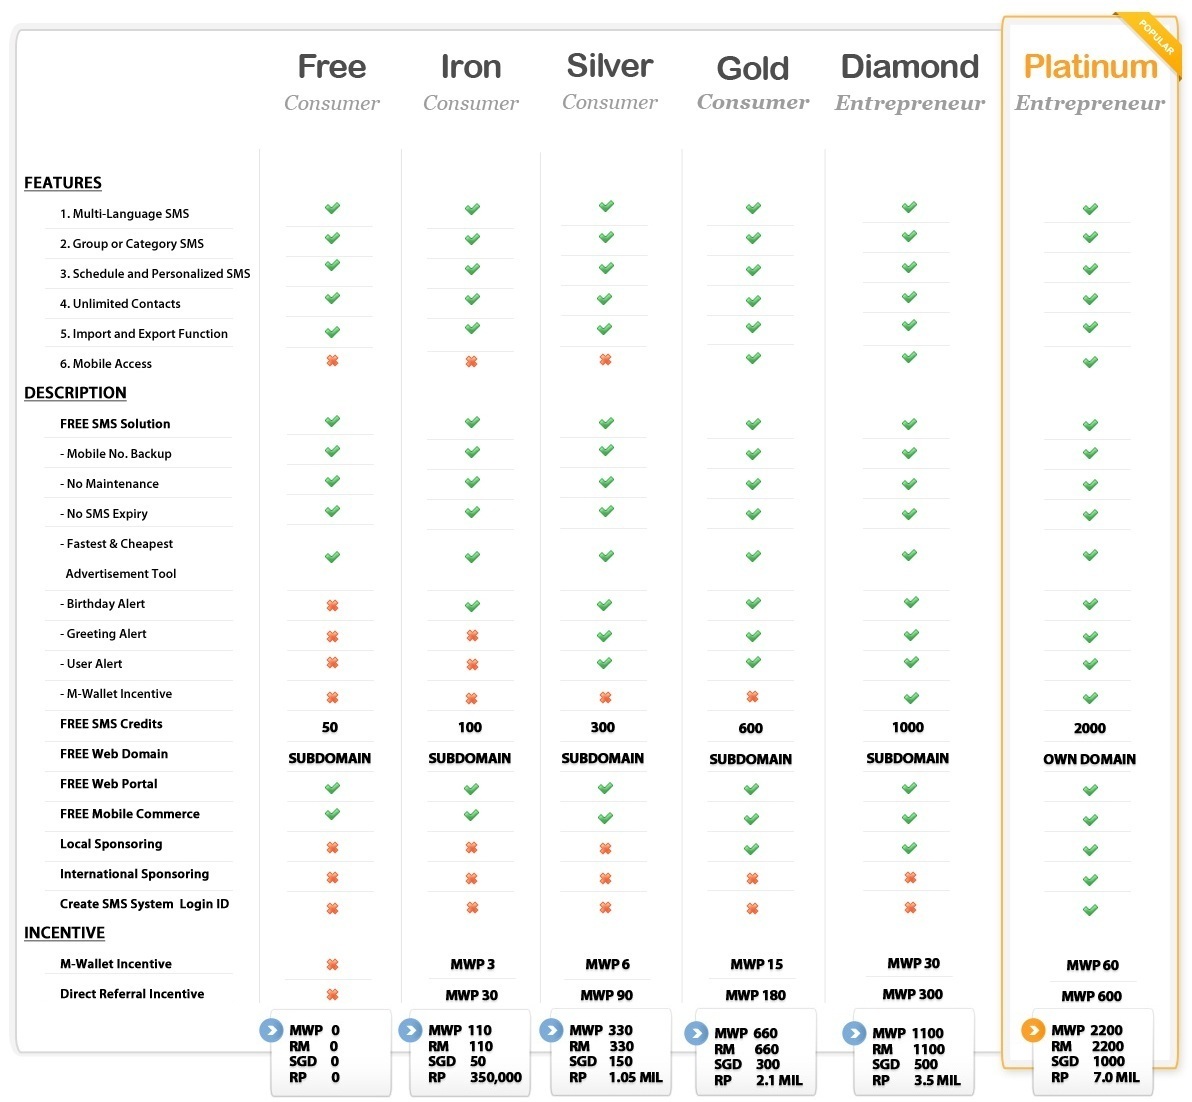 POPULAR
Free Iron Silver Gold Diamond Platinum
Consumer Consumer Consumer Consumer Entrepreneur Entrepreneur
FEATURES
1. Multi-Language SMS
2. Group or Category SMS
3. Schedule and Personalized SMS
4. Unlimited Contacts
5. Import and Export Function
6. Mobile Access
DESCRIPTION
FREE SMS Solution
- Mobile No. Backup
- No Maintenance
- No SMS Expiry
- Fastest & Cheapest
Advertisement Tool
- Birthday Alert
- Greeting Alert
- User Alert
- M-Wallet Incentive
FREE SMS Credits 50 100 300 600 1000 2000
FREE Web Domain SUBDOMAIN SUBDOMAIN SUBDOMAIN SUBDOMAIN SUBDOMAIN OWN DOMAIN
FREE Web Portal
FREE Mobile Commerce
Local Sponsoring
International Sponsoring
Create SMS System Login ID
INCENTIVE
M-Wallet Incentive MWP 3 MWP 6 MWP 15 MWP 30 MWP 60
Direct Referral Incentive MWP 30 MWP 90 MWP 180 MWP 300 MWP 600
MWP 0 MWP 110 MWP 330 MWP 660 MWP 1100 MWP 2200
RM 0 RM 110 RM 330 RM 660 RM 1100 RM 2200
SGD 0 SGD 50 SGD 150 SGD 300 SGD 500 SGD 1000
RP 0 RP 350,000 RP 1.05 MIL RP 2.1 MIL RP 3.5 MIL RP 7.0 MIL